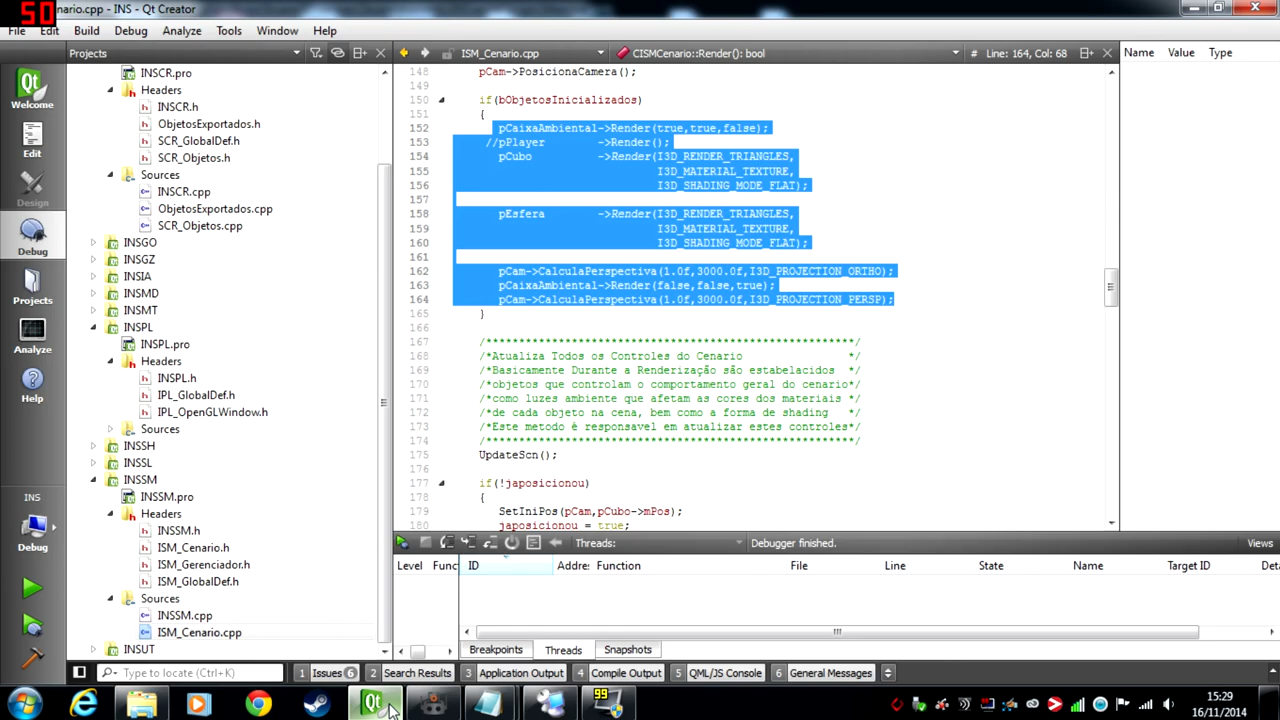 50
nario.cpp - INS - Qt Creator
File Edit Build Debug Analyze Tools Window Help
Projects
ISM_Cenario.cpp
CISMCenario::Render(): bool
# Line: 164, Col: 68
Name Value Type
Welcome
Edit
Design
Debug
Projects
Analyze
Help
INS
Debug
INSCR.pro
Headers
INSCR.h
ObjetosExportados.h
SCR_GlobalDef.h
SCR_Objetos.h
Sources
INSCR.cpp
ObjetosExportados.cpp
SCR_Objetos.cpp
INSGO
INSGZ
INSIA
INSMD
INSMT
INSPL
INSPL.pro
Headers
INSPL.h
IPL_GlobalDef.h
IPL_OpenGLWindow.h
Sources
INSSH
INSSL
INSSM
INSSM.pro
Headers
INSSM.h
ISM_Cenario.h
ISM_Gerenciador.h
ISM_GlobalDef.h
Sources
INSSM.cpp
ISM_Cenario.cpp
INSUT
148 pCam->PosicionaCamera();
149
150 if(bObjetosInicializados)
151 {
152 pCaixaAmbiental->Render(true,true,false);
153 //pPlayer ->Render();
154 pCubo ->Render(I3D_RENDER_TRIANGLES,
155 I3D_MATERIAL_TEXTURE,
156 I3D_SHADING_MODE_FLAT);
157
158 pEsfera ->Render(I3D_RENDER_TRIANGLES,
159 I3D_MATERIAL_TEXTURE,
160 I3D_SHADING_MODE_FLAT);
161
162 pCam->CalculaPerspectiva(1.0f,3000.0f,I3D_PROJECTION_ORTHO);
163 pCaixaAmbiental->Render(false,false,true);
164 pCam->CalculaPerspectiva(1.0f,3000.0f,I3D_PROJECTION_PERSP);
165 }
166
167 /********************************************************/
168 /*Atualiza Todos os Controles do Cenario */
169 /*Basicamente Durante a Renderização são estabelacidos */
170 /*objetos que controlam o comportamento geral do cenario*/
171 /*como luzes ambiente que afetam as cores dos materiais */
172 /*de cada objeto na cena, bem como a forma de shading */
173 /*Este metodo é responsavel em atualizar estes controles*/
174 /********************************************************/
175 UpdateScn();
176
177 if(!japosicionou)
178 {
179 SetIniPos(pCam,pCubo->mPos);
180 japosicionou = true;
Threads: Debugger finished. Views
Level Func ID Addre Function File Line State Name Target ID Deta
Breakpoints Threads Snapshots
Type to locate (Ctrl+K) 1 Issues 6 2 Search Results 3 Application Output 4 Compile Output 5 QML/JS Console 6 General Messages
99
15:29
16/11/2014